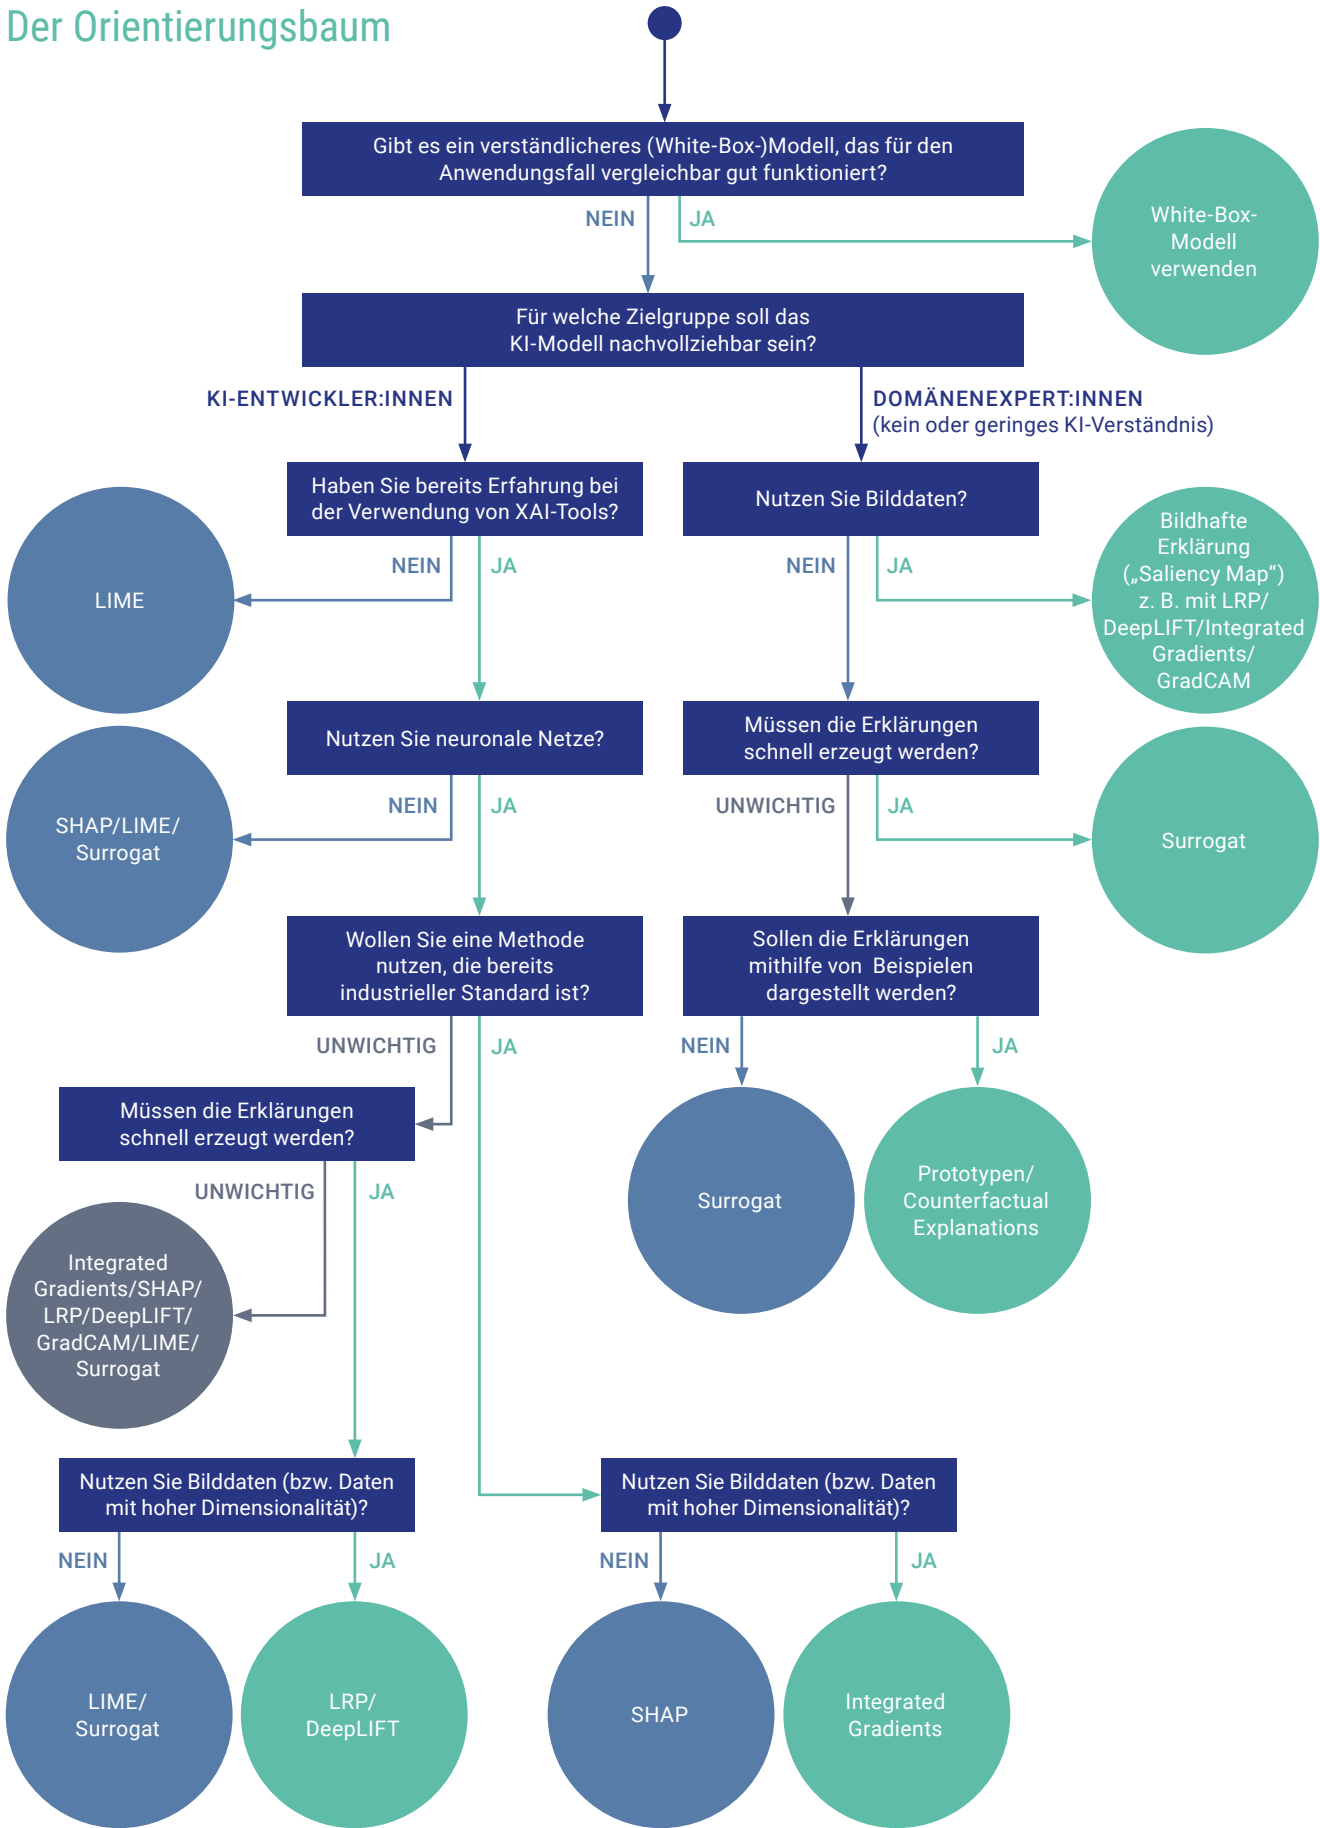 Der Orientierungsbaum
Gibt es ein verständlicheres (White-Box-)Modell, das für den
Anwendungsfall vergleichbar gut funktioniert?
NEIN
JA
White-Box-
Modell
verwenden
Für welche Zielgruppe soll das
KI-Modell nachvollziehbar sein?
KI-ENTWICKLER:INNEN
DOMÄNENEXPERT:INNEN
(kein oder geringes KI-Verständnis)
Haben Sie bereits Erfahrung bei
der Verwendung von XAI-Tools?
Nutzen Sie Bilddaten?
NEIN
JA
NEIN
JA
LIME
Bildhafte
Erklärung
(„Saliency Map“)
z. B. mit LRP/
DeepLIFT/Integrated
Gradients/
GradCAM
Nutzen Sie neuronale Netze?
Müssen die Erklärungen
schnell erzeugt werden?
NEIN
JA
UNWICHTIG
JA
SHAP/LIME/
Surrogat
Surrogat
Wollen Sie eine Methode
nutzen, die bereits
industrieller Standard ist?
Sollen die Erklärungen
mithilfe von Beispielen
dargestellt werden?
UNWICHTIG
JA
NEIN
JA
Müssen die Erklärungen
schnell erzeugt werden?
UNWICHTIG
JA
Surrogat
Prototypen/
Counterfactual
Explanations
Integrated
Gradients/SHAP/
LRP/DeepLIFT/
GradCAM/LIME/
Surrogat
Nutzen Sie Bilddaten (bzw. Daten
mit hoher Dimensionalität)?
Nutzen Sie Bilddaten (bzw. Daten
mit hoher Dimensionalität)?
NEIN
JA
NEIN
JA
LIME/
Surrogat
LRP/
DeepLIFT
SHAP
Integrated
Gradients